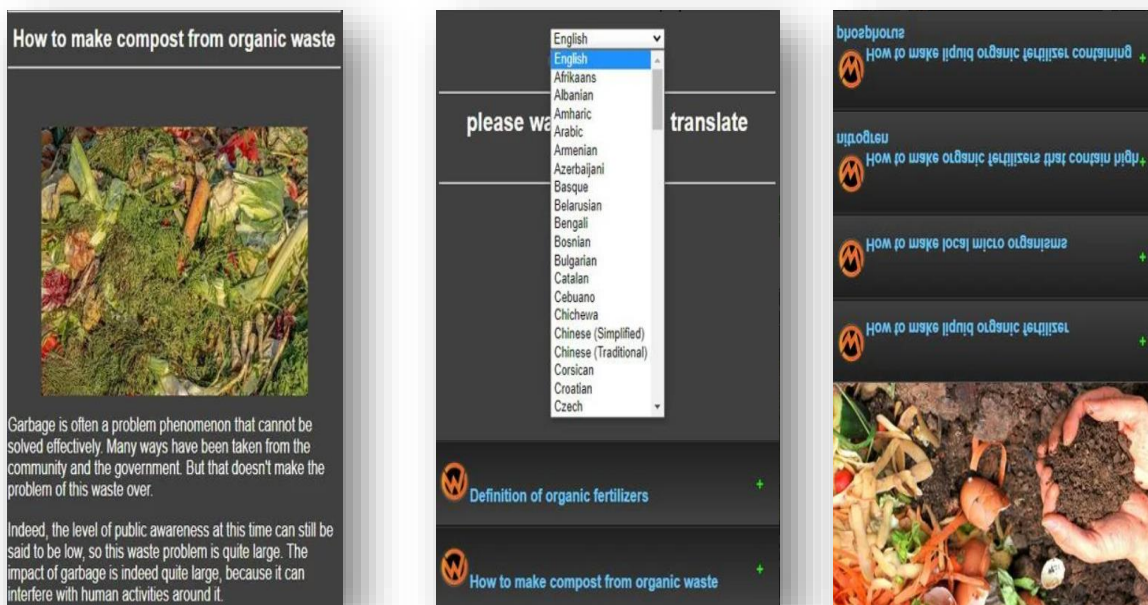 How to make compost from organic waste
Garbage is often a problem phenomenon that cannot be
solved effectively. Many ways have been taken from the
community and the government. But that doesn't make the
problem of this waste over.
Indeed, the level of public awareness at this time can still be
said to be low, so this waste problem is quite large. The
impact of garbage is indeed quite large, because it can
interfere with human activities around it.
English
English
Afrikaans
Albanian
Amharic
Arabic
Armenian
Azerbaijani
Basque
Belarusian
Bengali
Bosnian
Bulgarian
Catalan
Cebuano
Chichewa
Chinese (Simplified)
Chinese (Traditional)
Corsican
Croatian
Czech
please translate
Definition of organic fertilizers +
How to make compost from organic waste +
How to make liquid organic fertilizer +
How to make local micro organisms +
How to make organic fertilizers that contain high +
nitrogren
How to make liquid organic fertilizer containing +
phosphorus